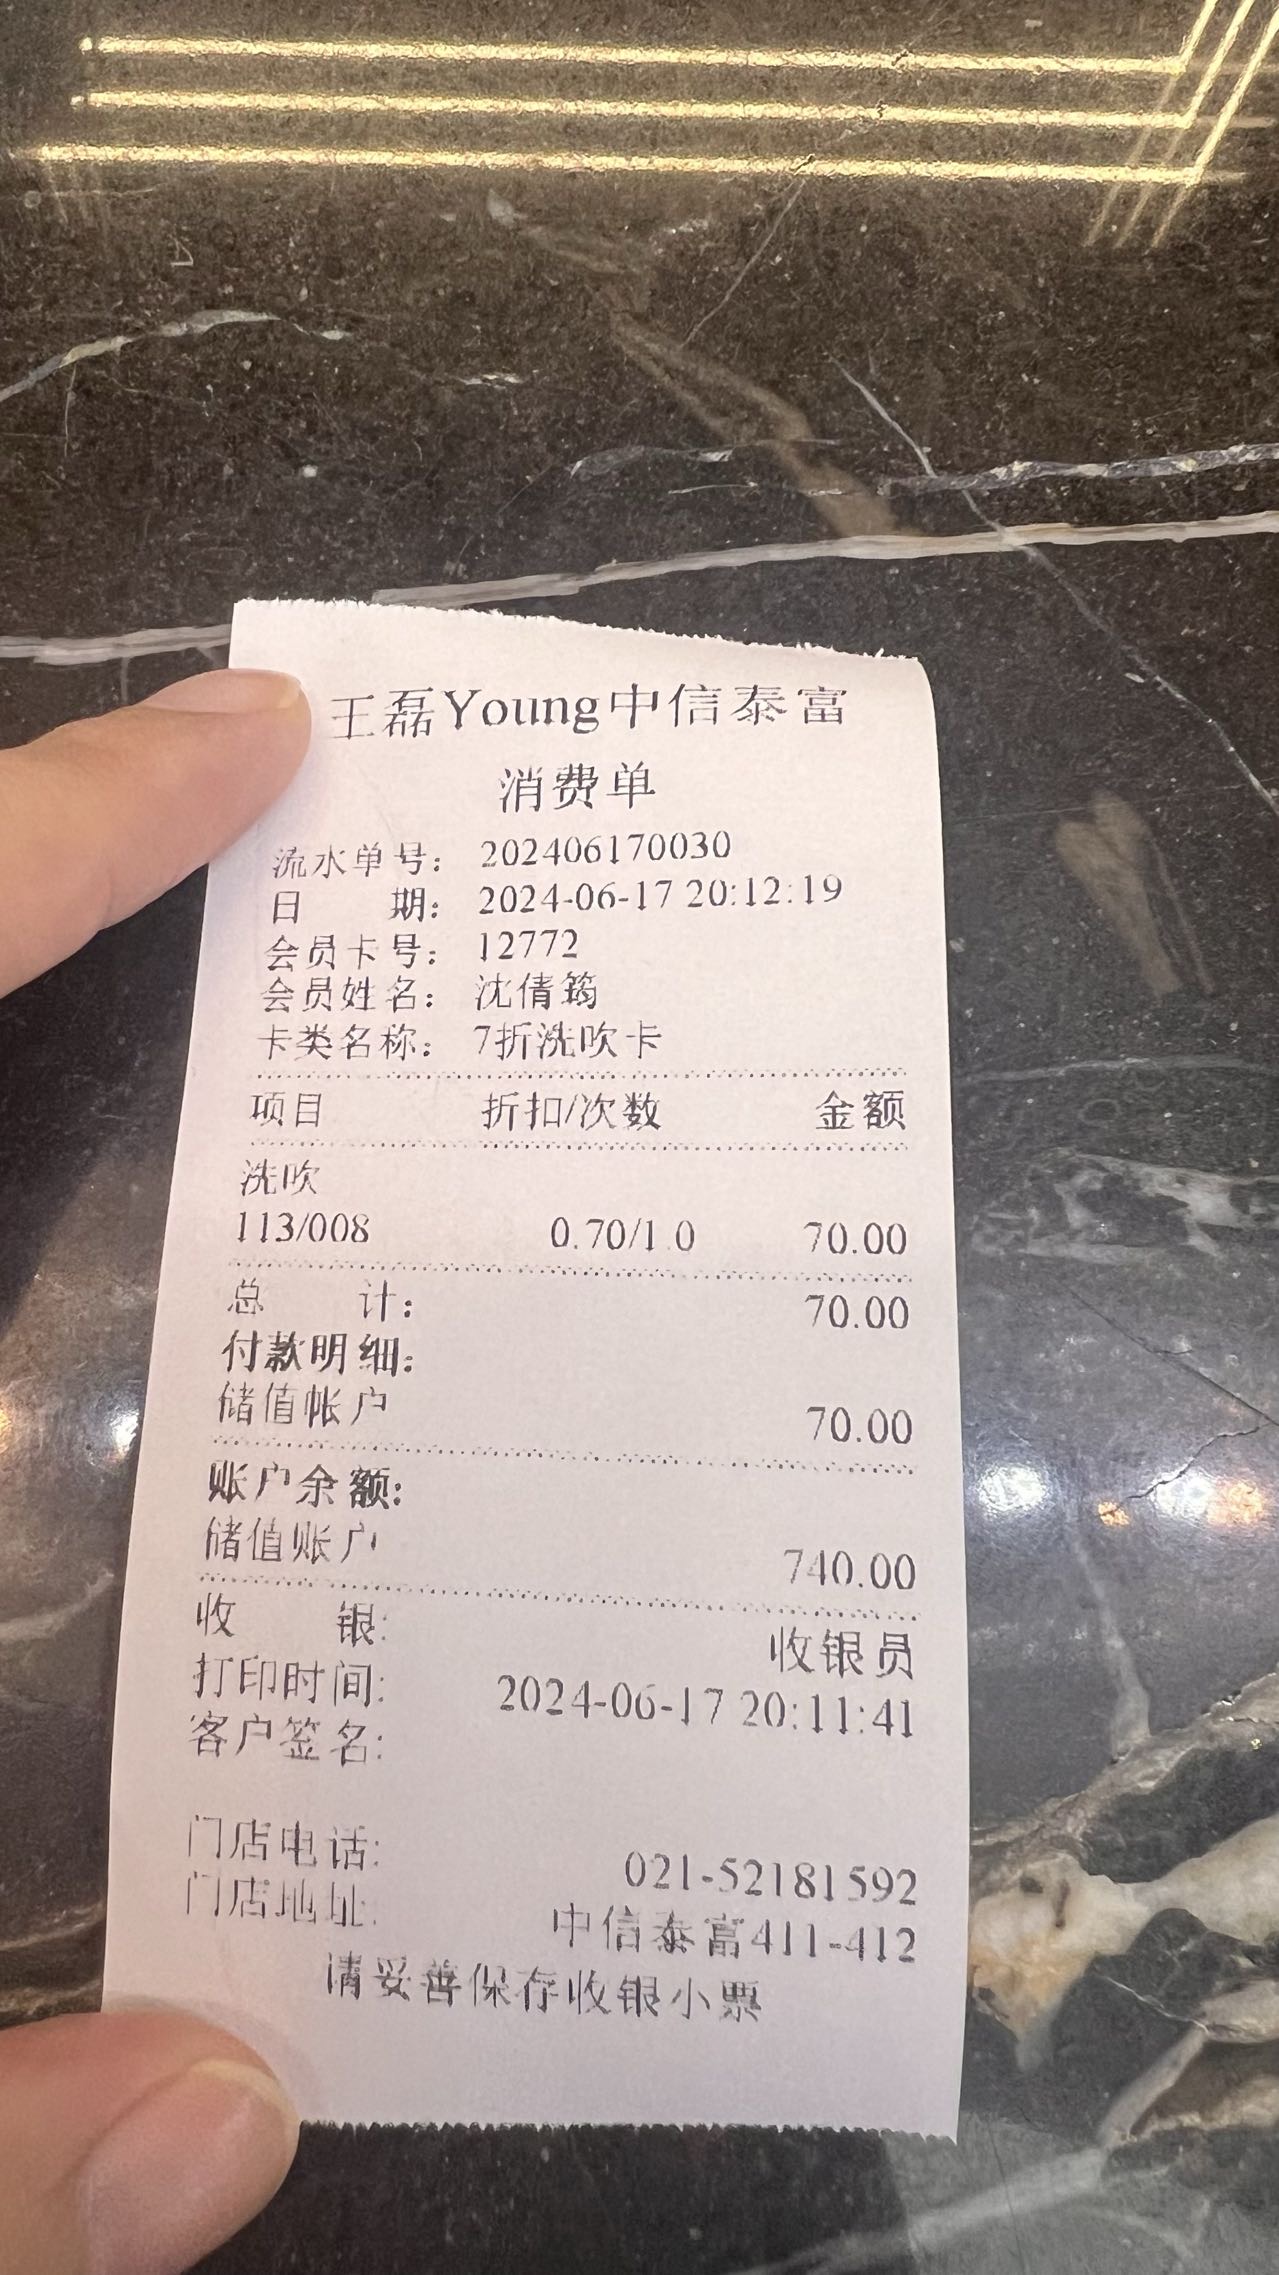 王磊Young中信泰富
消费单
流水单号： 202406170030
日 期： 2024-06-17 20:12:19
会员卡号： 12772
会员姓名： 沈倩筠
卡类名称： 7折洗吹卡
项目 折扣/次数 金额
洗吹
113/008 0.70/1.0 70.00
总 计： 70.00
付款明细:
储值帐户 70.00
账户余额:
储值账户 740.00
收 银: 收银员
打印时间: 2024-06-17 20:11:41
客户签名:
门店电话: 021-52181592
门店地址: 中信泰富411-412
请妥善保存收银小票